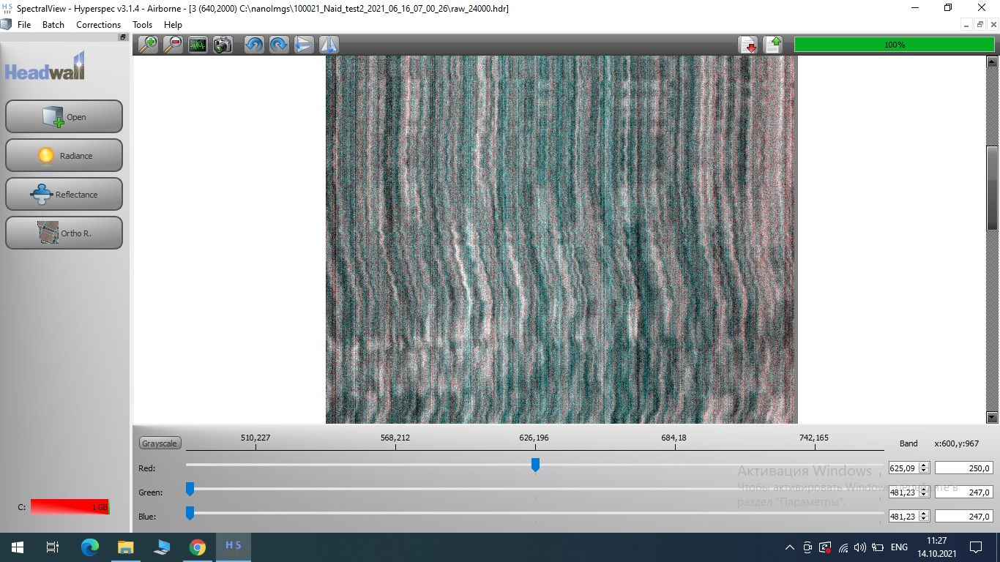 SpectralView - Hyperspec v3.1.4 - Airborne - [3 (640,2000) C:\nanoImgs\100021_Naid_test2_2021_06_16_07_00_26\raw_24000.hdr]
File Batch Corrections Tools Help
100%
Headwall
Open
Radiance
Reflectance
Ortho R.
Grayscale
510,227 568,212 626,196 684,18 742,165
Band x:600,y:967
Red: 625,09 250,0
Green: 481,23 247,0
Blue: 481,23 247,0
Активация Windows
Чтобы активировать Windows, перейдите в
раздел "Параметры".
C: 1 GB
HS
ENG
11:27
14.10.2021